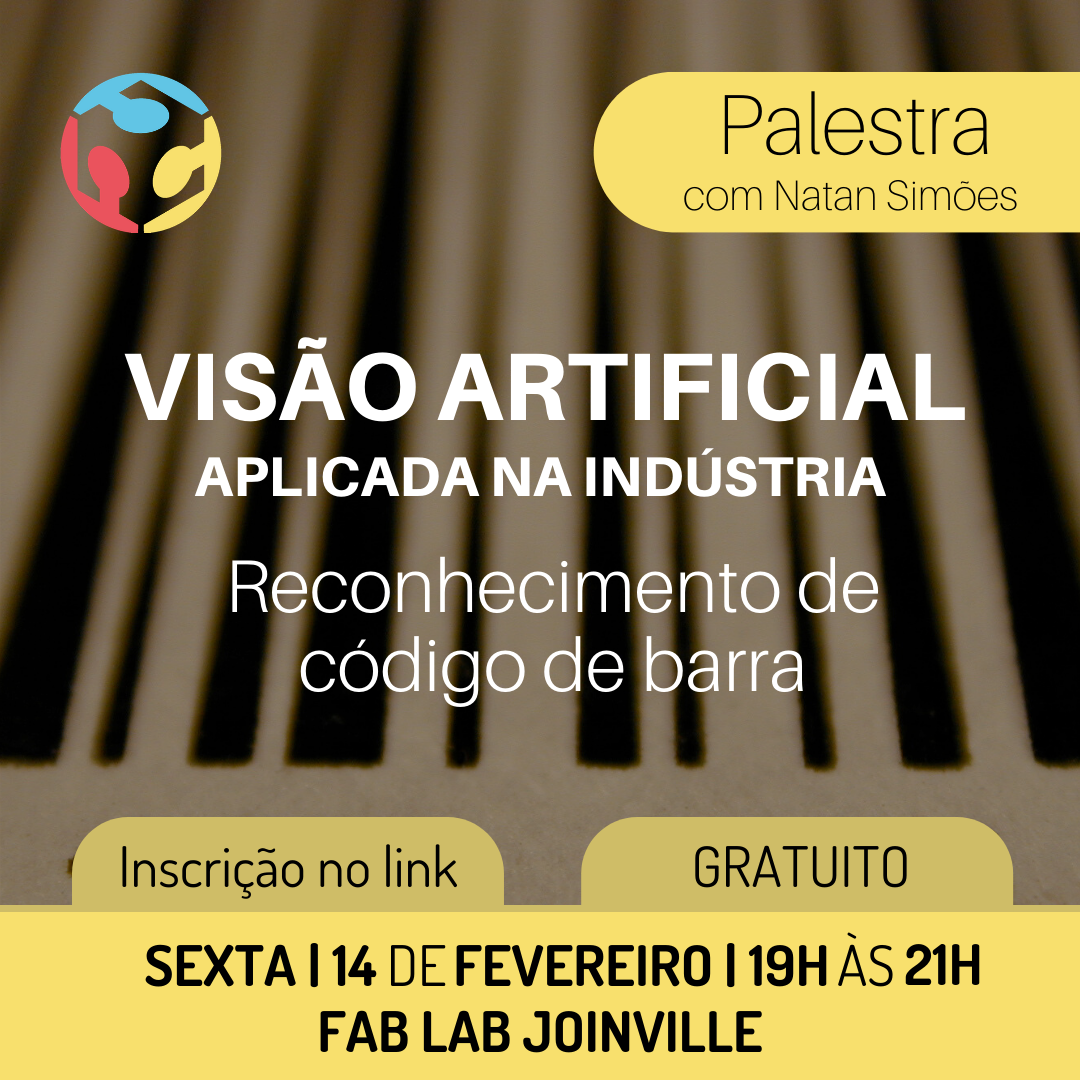 Palestra
com Natan Simões
VISÃO ARTIFICIAL
APLICADA NA INDÚSTRIA
Reconhecimento de
código de barra
Inscrição no link
GRATUITO
SEXTA | 14 DE FEVEREIRO | 19H ÀS 21H
FAB LAB JOINVILLE